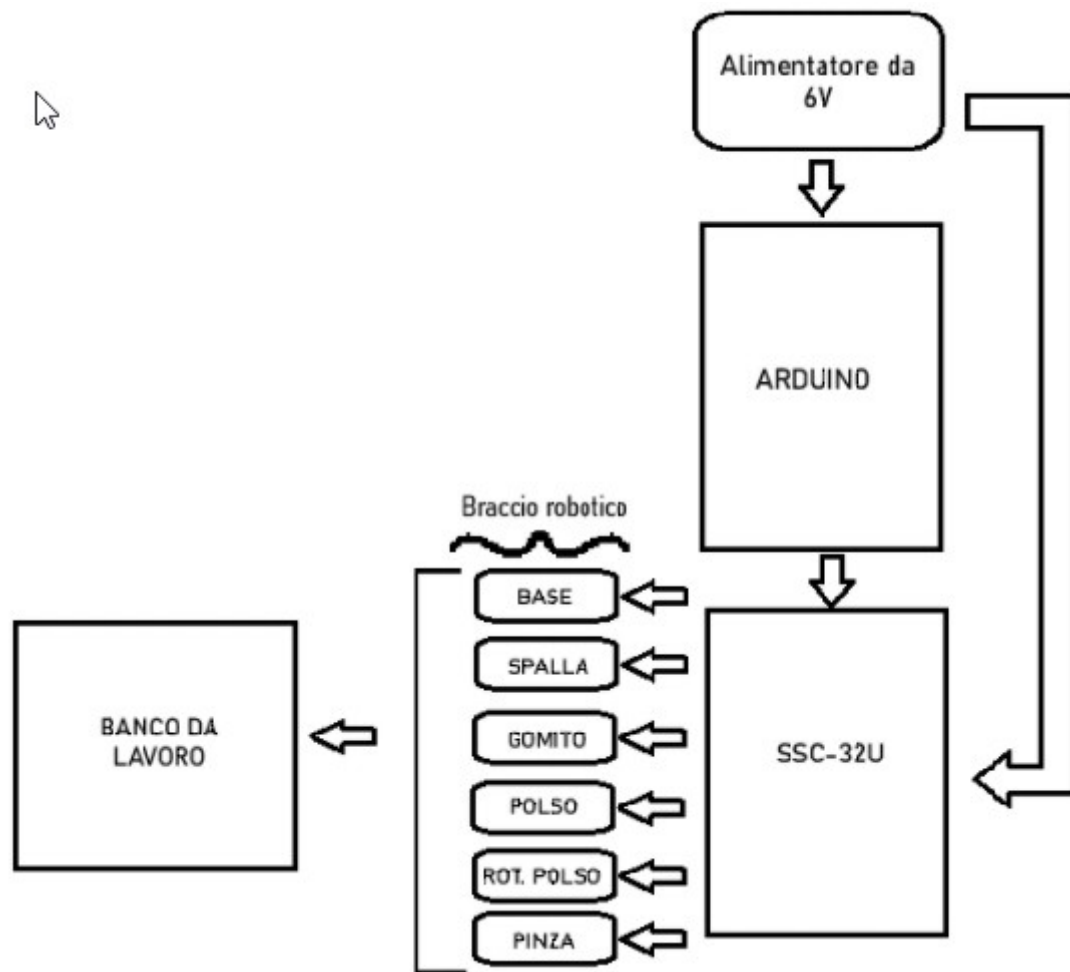 Alimentatore da
6V
ARDUINO
Braccio robotico
BASE
SPALLA
GOMITO
POLSO
ROT. POLSO
PINZA
SSC-32U
BANCO DA
LAVORO